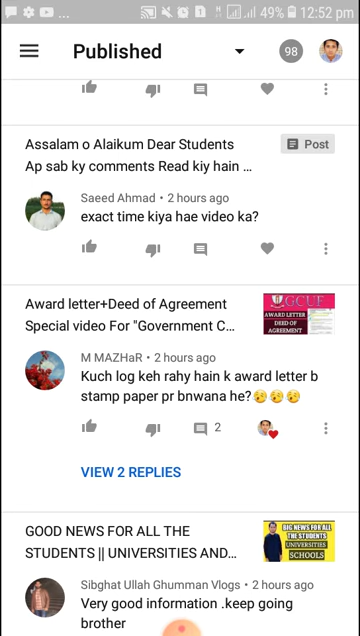 49% 12:52 pm
Published
98
Assalam o Alaikum Dear Students
Post
Ap sab ky comments Read kiy hain ...
Saeed Ahmad • 2 hours ago
exact time kiya hae video ka?
Award letter+Deed of Agreement
Special video For "Government C...
GCUF
AWARD LETTER
DEED OF
AGREEMENT
M MAZHaR • 2 hours ago
Kuch log keh rahy hain k award letter b
stamp paper pr bnwana he?😥😥😥
2
VIEW 2 REPLIES
GOOD NEWS FOR ALL THE
STUDENTS || UNIVERSITIES AND...
BIG NEWS FOR ALL
THE STUDENTS
UNIVERSITIES
SCHOOLS
Sibghat Ullah Ghumman Vlogs • 2 hours ago
Very good information .keep going
brother